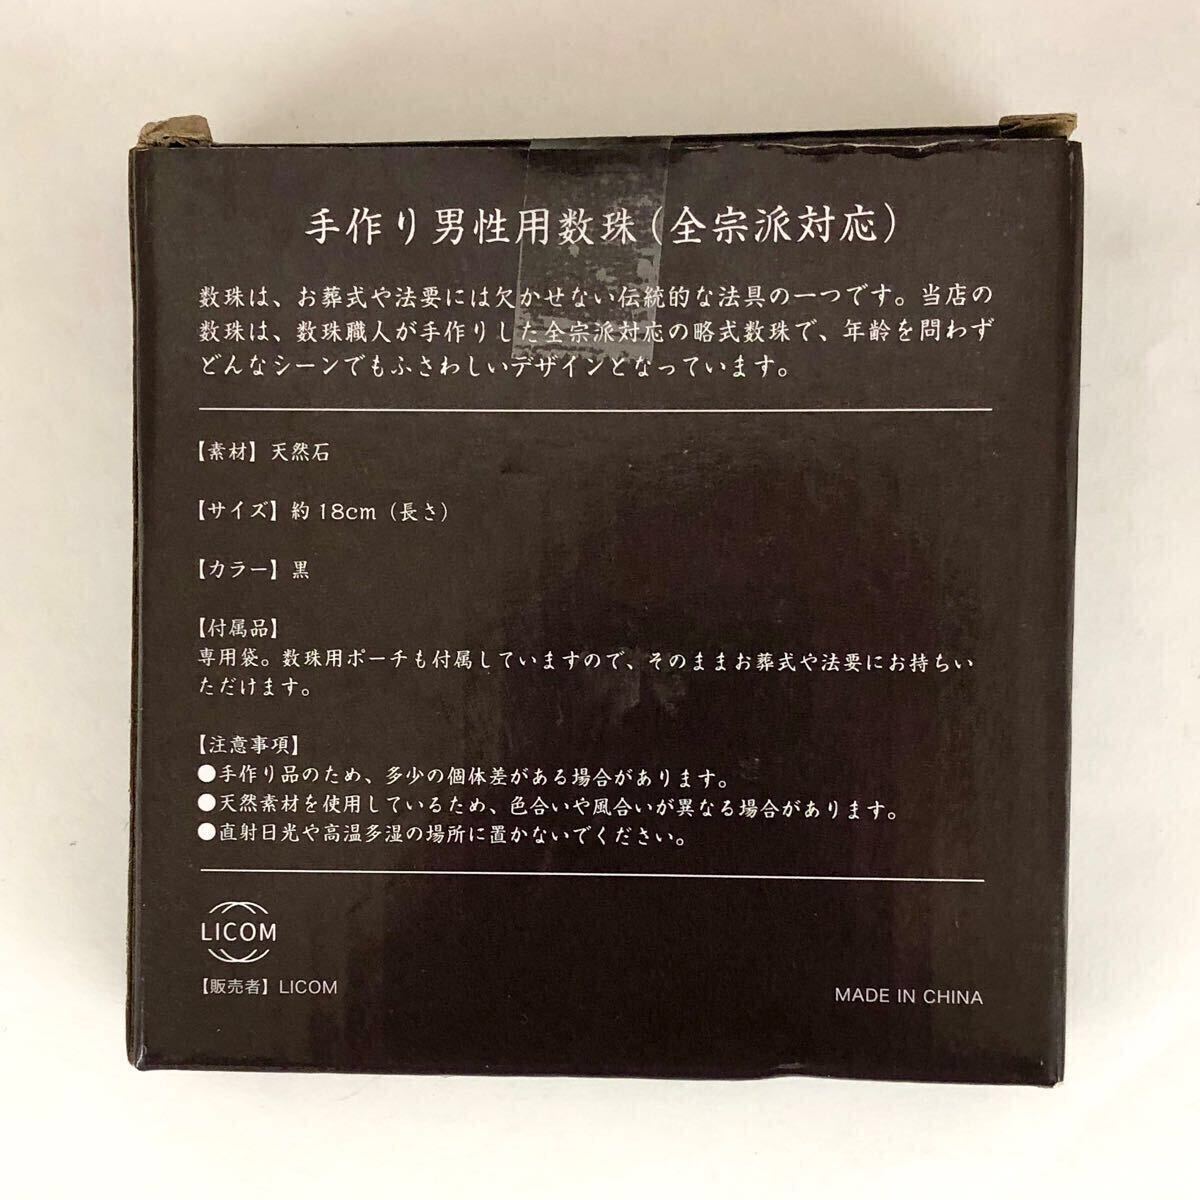 手作り男性用数珠(全宗派対応)
数珠は、お葬式や法要には欠かせない伝統的な法具の一つです。当店の
数珠は、数珠職人が手作りした全宗派対応の略式数珠で、年齢を問わず
どんなシーンでもふさわしいデザインとなっています。
【素材】天然石
【サイズ】約18cm(長さ)
【カラー】黒
【付属品】
専用袋。数珠用ポーチも付属していますので、そのままお葬式や法要にお持ちい
ただけます。
【注意事項】
●手作り品のため、多少の個体差がある場合があります。
●天然素材を使用しているため、色合いや風合いが異なる場合があります。
●直射日光や高温多湿の場所に置かないでください。
LICOM
【販売者】LICOM
MADE IN CHINA